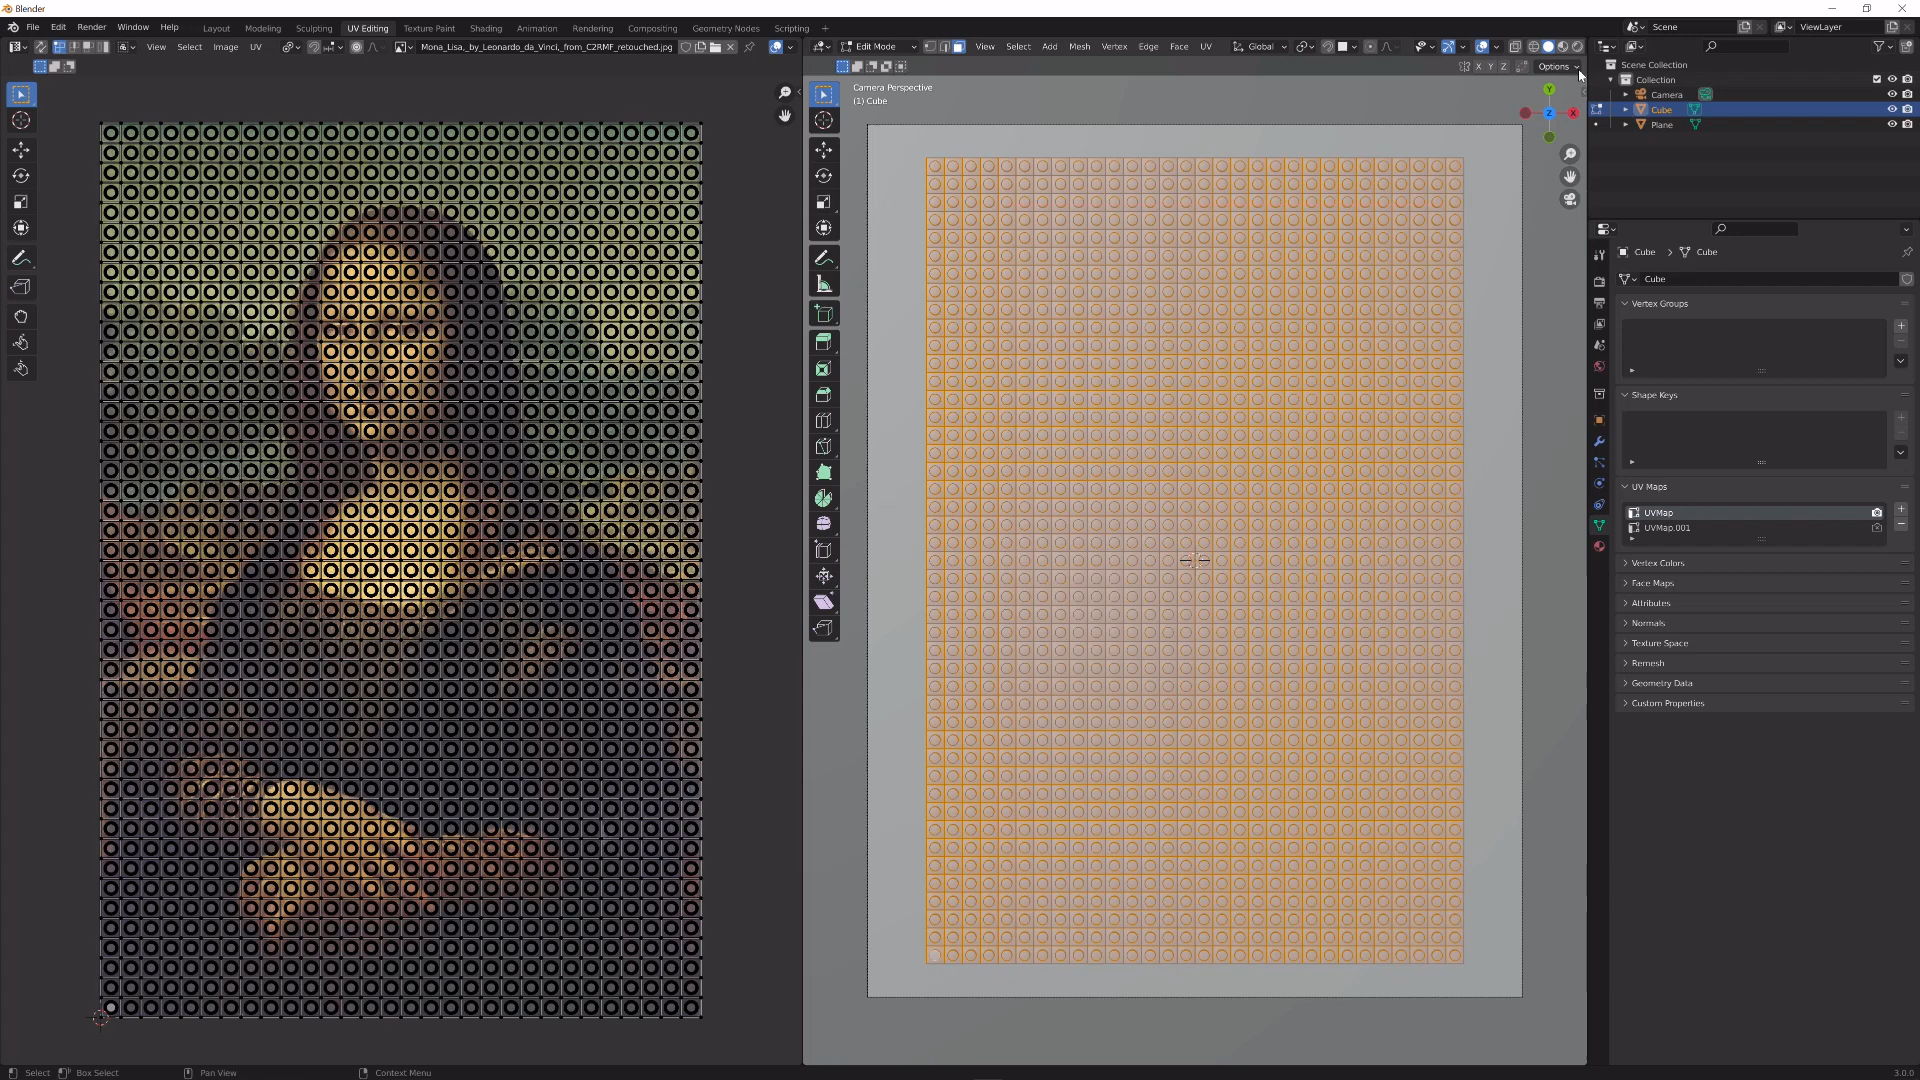 Blender
File Edit Render Window Help Layout Modeling Sculpting UV Editing Texture Paint Shading Animation Rendering Compositing Geometry Nodes Scripting +
Scene
ViewLayer
View Select Image UV
Mona_Lisa,_by_Leonardo_da_Vinci,_from_C2RMF_retouched.jpg
Edit Mode View Select Add Mesh Vertex Edge Face UV
Global
X Y Z
Options
Camera Perspective
(1) Cube
Y
Z
X
Scene Collection
Collection
Camera
Cube
Plane
Cube > Cube
Cube
Vertex Groups
Shape Keys
UV Maps
UVMap
UVMap.001
Vertex Colors
Face Maps
Attributes
Normals
Texture Space
Remesh
Geometry Data
Custom Properties
Select Box Select Pan View Context Menu
3.0.0